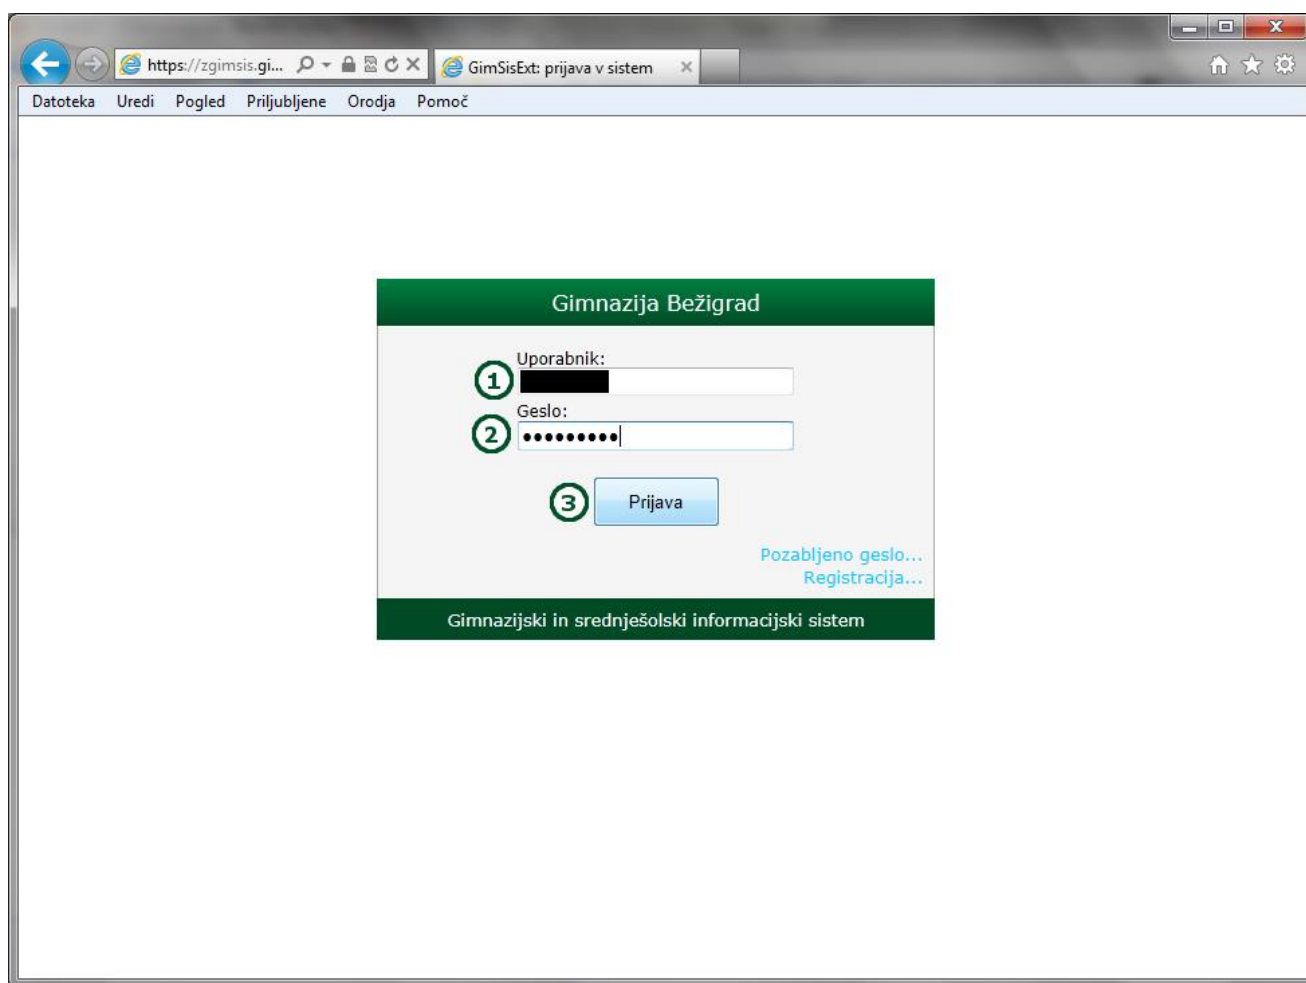 https://zgimsis.gi...
GimSisExt: prijava v sistem
Datoteka Uredi Pogled Priljubljene Orodja Pomoč
Gimnazija Bežigrad
Uporabnik:
1
Geslo:
2
3 Prijava
Pozabljeno geslo...
Registracija...
Gimnazijski in srednješolski informacijski sistem